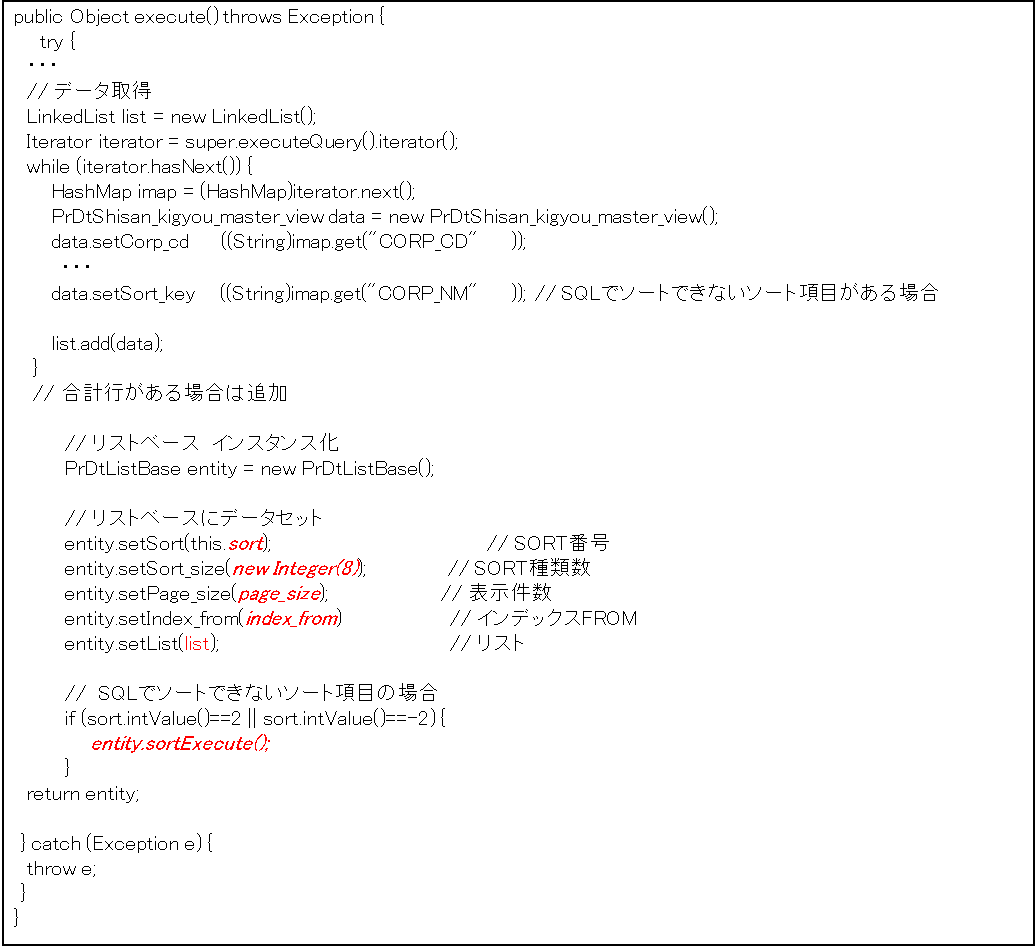 public Object execute() throws Exception {
try {
・・・
// データ取得
LinkedList list = new LinkedList();
Iterator iterator = super.executeQuery().iterator();
while (iterator.hasNext()) {
HashMap imap = (HashMap)iterator.next();
PrDtShisan_kigyou_master_view data = new PrDtShisan_kigyou_master_view();
data.setCorp_cd ((String)imap.get("CORP_CD" ));
・・・
data.setSort_key ((String)imap.get("CORP_NM" )); // SQLでソートできないソート項目がある場合
list.add(data);
}
// 合計行がある場合は追加
// リストベース インスタンス化
PrDtListBase entity = new PrDtListBase();
// リストベースにデータセット
entity.setSort(this.sort); // SORT番号
entity.setSort_size(new Integer(8)); // SORT種類数
entity.setPage_size(page_size); // 表示件数
entity.setIndex_from(index_from) // インデックスFROM
entity.setList(list); // リスト
// SQLでソートできないソート項目の場合
if (sort.intValue()==2 || sort.intValue()==-2) {
entity.sortExecute();
}
return entity;
} catch (Exception e) {
throw e;
}
}